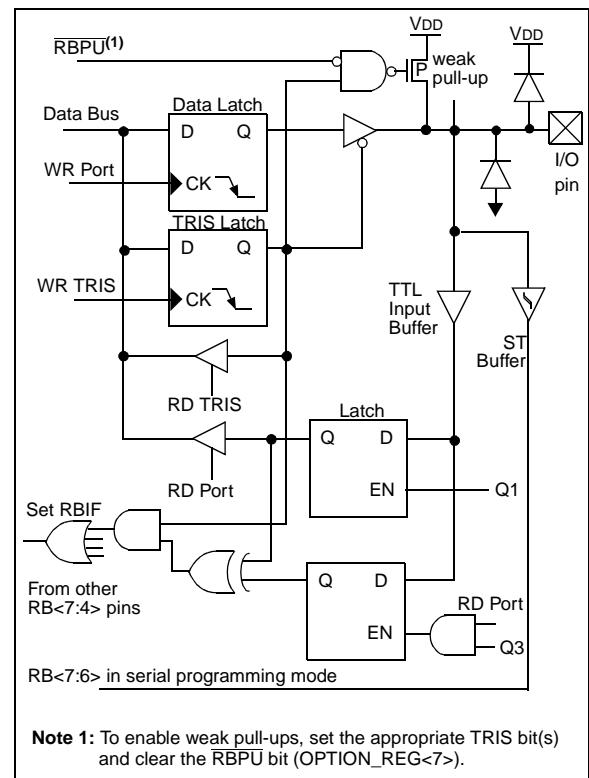 VDD
RBPU(1)
P
weak
pull-up
VDD
Data Latch
Data Bus
D
Q
WR Port
CK
I/O
pin
TRIS Latch
D
Q
WR TRIS
CK
TTL
Input
Buffer
ST
Buffer
RD TRIS
Latch
Q
D
RD Port
EN
Q1
Set RBIF
From other
RB<7:4> pins
Q
D
RD Port
EN
Q3
RB<7:6> in serial programming mode
Note 1: To enable weak pull-ups, set the appropriate TRIS bit(s)
and clear the RBPU bit (OPTION_REG<7>).